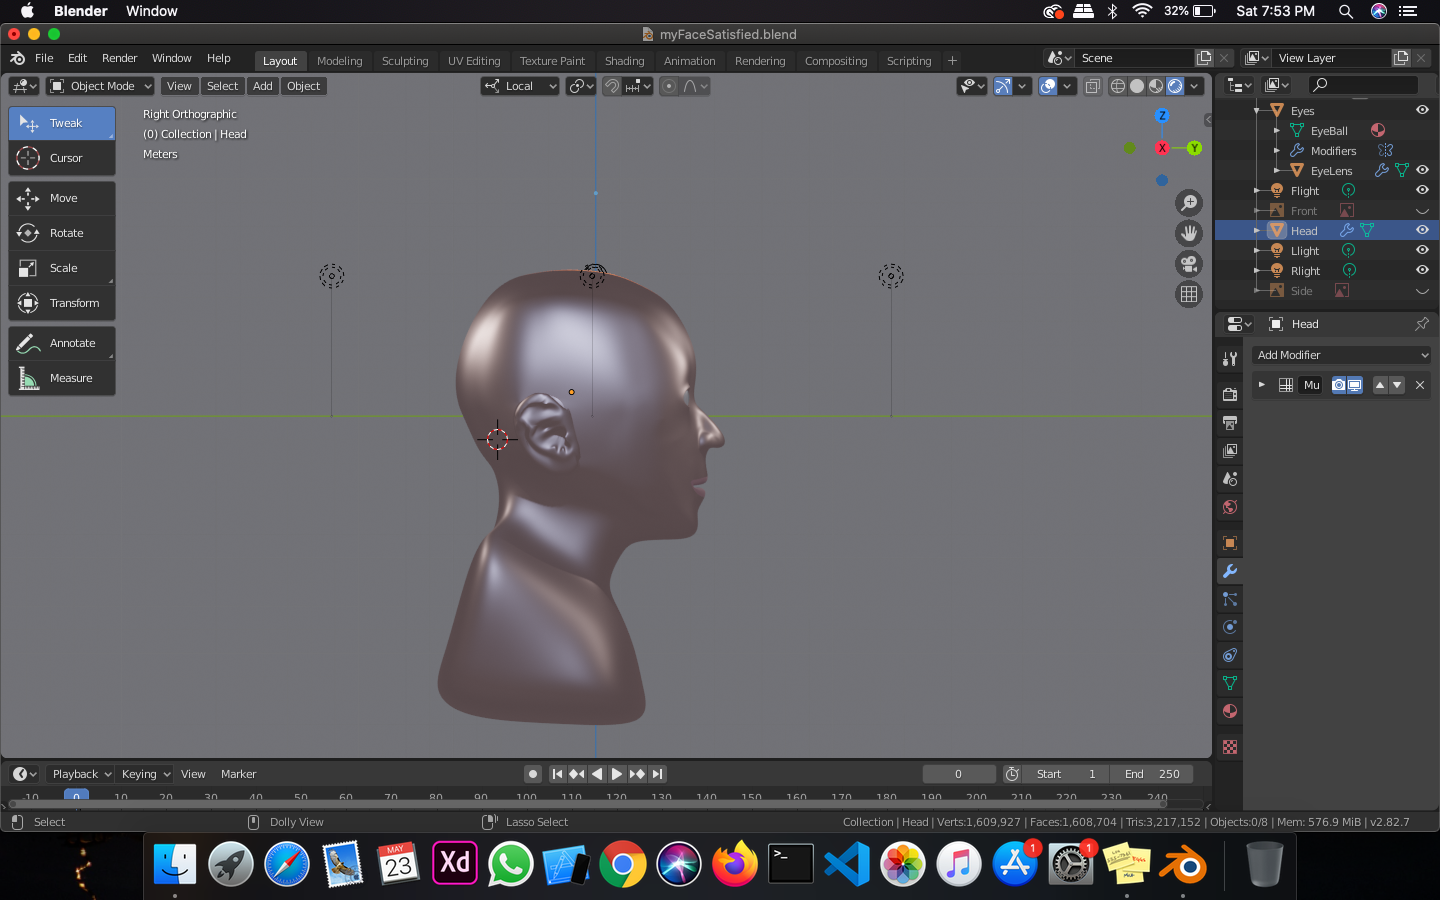 Blender Window 32% Sat 7:53 PM
myFaceSatisfied.blend
File Edit Render Window Help Layout Modeling Sculpting UV Editing Texture Paint Shading Animation Rendering Compositing Scripting + Scene View Layer
Object Mode View Select Add Object Local
Right Orthographic
(0) Collection | Head
Meters
Tweak
Cursor
Move
Rotate
Scale
Transform
Annotate
Measure
Z
X
Y
Eyes
EyeBall
Modifiers
EyeLens
Flight
Front
Head
Llight
Rlight
Side
Head
Add Modifier
Mu
Playback Keying View Marker 0 Start 1 End 250
-10 0 10 20 30 40 50 60 70 80 90 100 110 120 130 140 150 160 170 180 190 200 210 220 230 240
Select Dolly View Lasso Select Collection | Head | Verts:1,609,927 | Faces:1,608,704 | Tris:3,217,152 | Objects:0/8 | Mem: 576.9 MiB | v2.82.7
MAY
23
Xd
>_
1
1